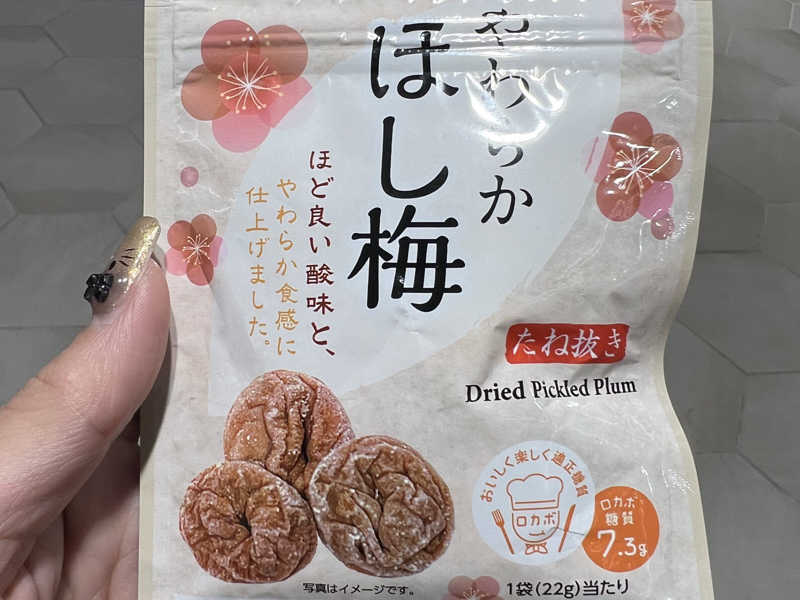 やわらか
ほし梅
ほど良い酸味と、
やわらか食感に
仕上げました。
たね抜き
Dried Pickled Plum
おいしく楽しく適正糖質
ロカボ
ロカボ
糖質
7.3g
写真はイメージです。
1袋(22g)当たり